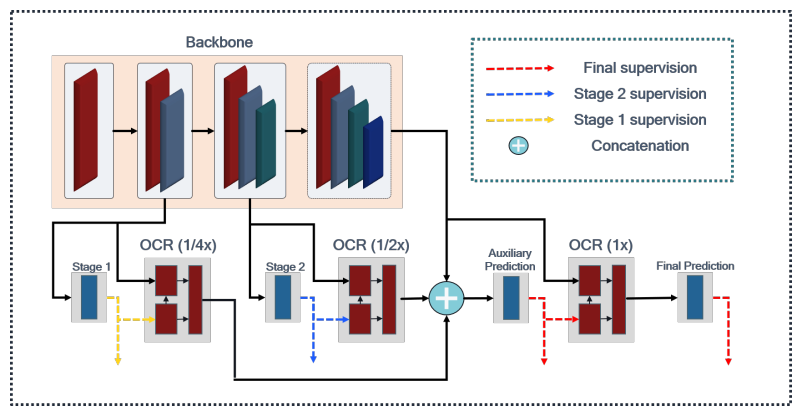 Backbone
Final supervision
Stage 2 supervision
Stage 1 supervision
Concatenation
OCR (1/4x)
OCR (1/2x)
OCR (1x)
Stage 1
Stage 2
Auxiliary
Prediction
Final Prediction